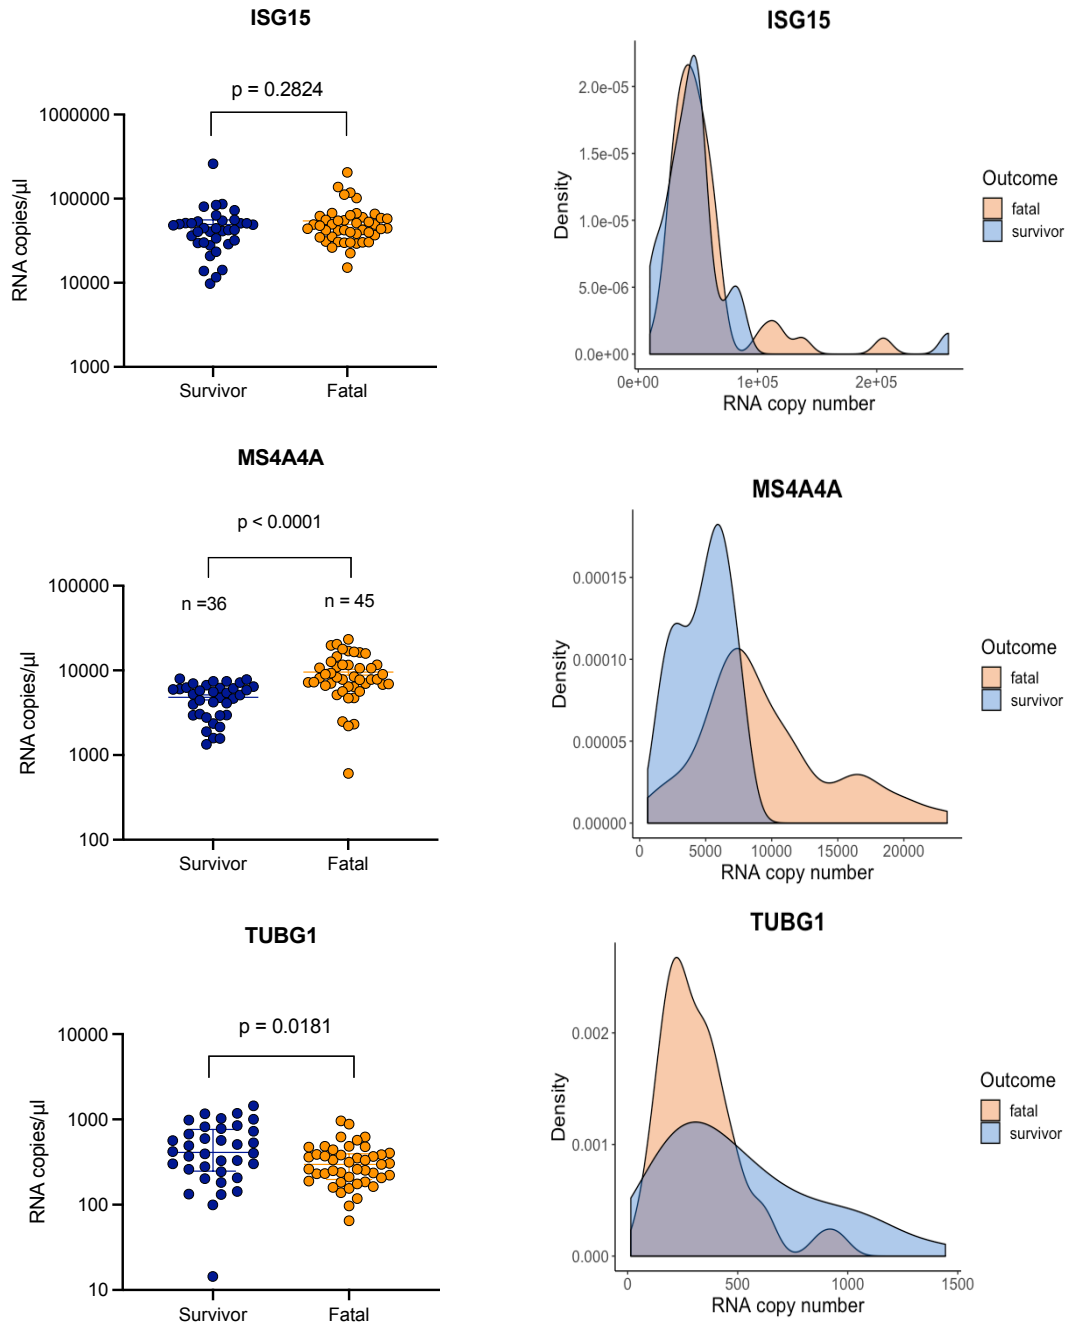 ISG15
p = 0.2824
1000000
100000
10000
1000
RNA copies/µl
Survivor
Fatal
ISG15
2.0e-05
1.5e-05
1.0e-05
5.0e-06
0.0e+00
Density
0e+00
1e+05
2e+05
RNA copy number
Outcome
fatal
survivor
MS4A4A
p < 0.0001
n =36
n = 45
100000
10000
1000
100
RNA copies/µl
Survivor
Fatal
MS4A4A
0.00015
0.00010
0.00005
0.00000
Density
0
5000
10000
15000
20000
RNA copy number
Outcome
fatal
survivor
TUBG1
p = 0.0181
10000
1000
100
10
RNA copies/µl
Survivor
Fatal
TUBG1
0.002
0.001
0.000
Density
0
500
1000
1500
RNA copy number
Outcome
fatal
survivor